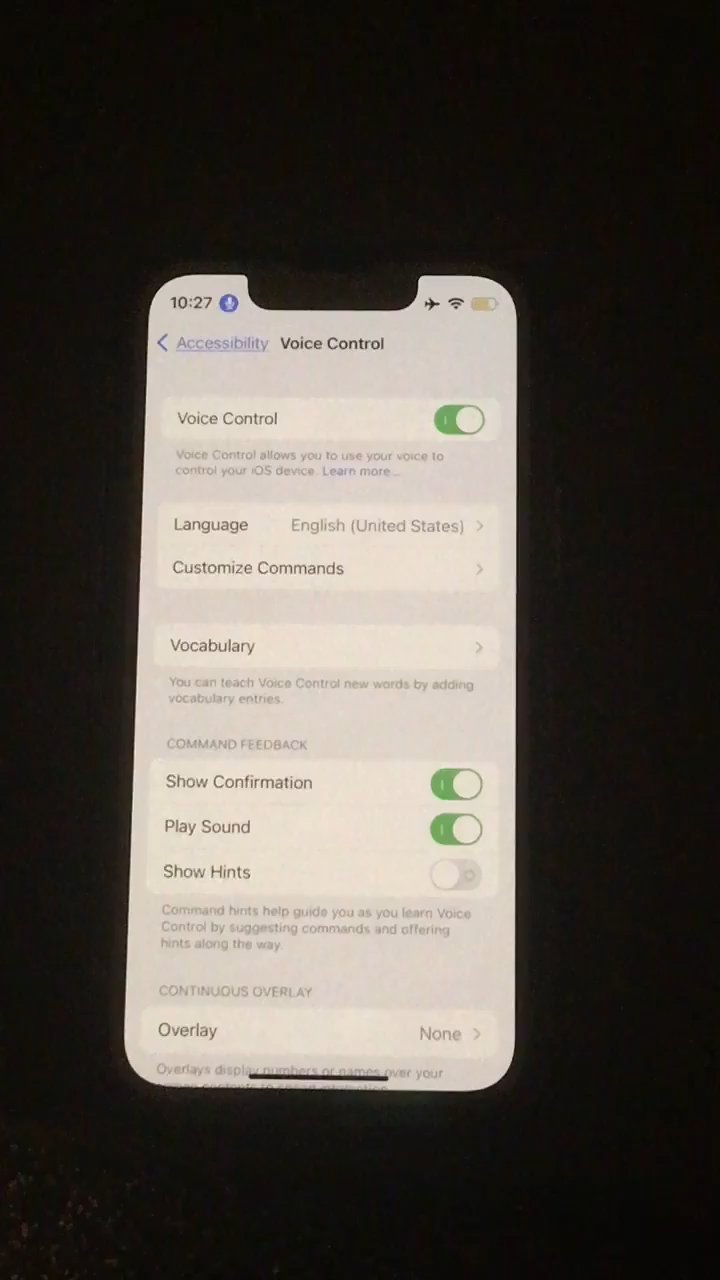 10:27
Accessibility Voice Control
Voice Control
Voice Control allows you to use your voice to
control your iOS device. Learn more...
Language English (United States)
Customize Commands
Vocabulary
You can teach Voice Control new words by adding
vocabulary entries.
COMMAND FEEDBACK
Show Confirmation
Play Sound
Show Hints
Command hints help guide you as you learn Voice
Control by suggesting commands and offering
hints along the way.
CONTINUOUS OVERLAY
Overlay None
Overlays display numbers or names over your